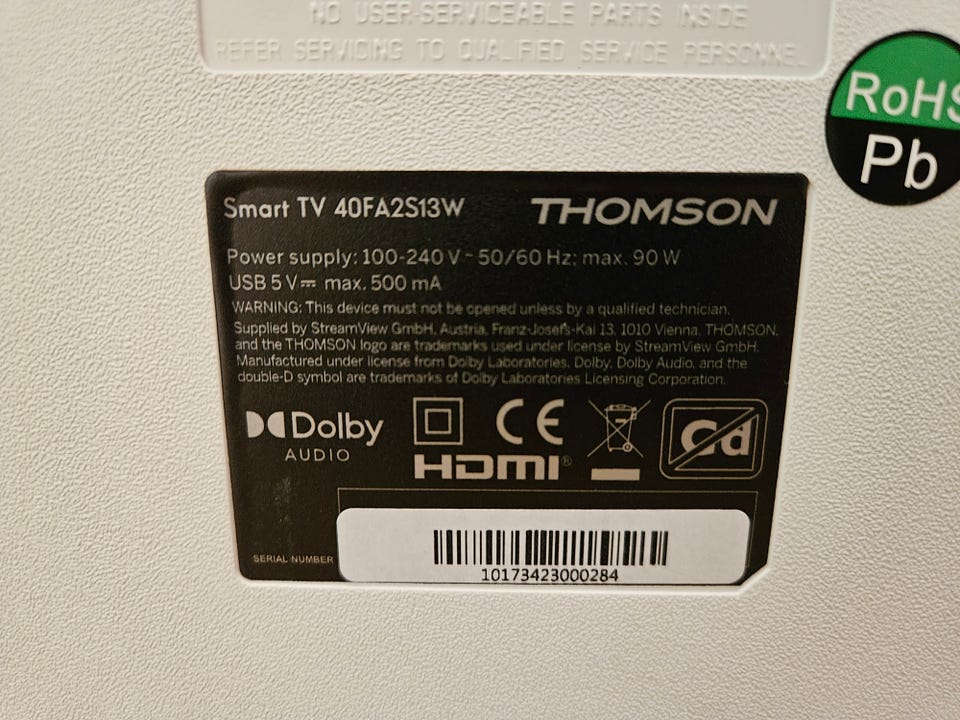 NO USER-SERVICEABLE PARTS INSIDE
REFER SERVICING TO QUALIFIED SERVICE PERSONNEL
RoHS
Pb
Smart TV 40FA2S13W
THOMSON
Power supply: 100-240 V ~ 50/60 Hz; max. 90 W
USB 5 V⎓ max. 500 mA
WARNING: This device must not be opened unless by a qualified technician.
Supplied by StreamView GmbH, Austria, Franz-Josefs-Kai 13, 1010 Vienna, THOMSON,
and the THOMSON logo are trademarks used under license by StreamView GmbH.
Manufactured under license from Dolby Laboratories. Dolby, Dolby Audio, and the
double-D symbol are trademarks of Dolby Laboratories Licensing Corporation.
Dolby
AUDIO
CE
HDMI®
Cd
SERIAL NUMBER
10173423000284